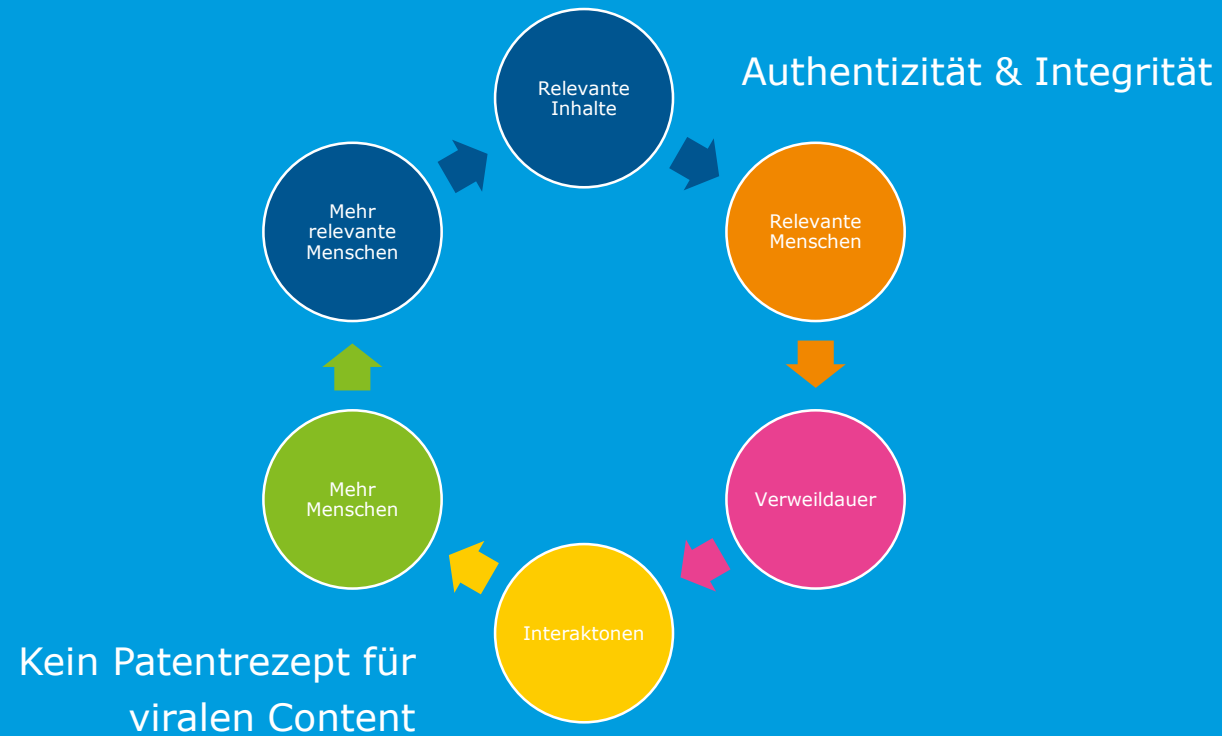 Authentizität & Integrität
Relevante
Inhalte
Relevante
Menschen
Verweildauer
Interaktonen
Mehr
Menschen
Mehr
relevante
Menschen
Kein Patentrezept für
viralen Content